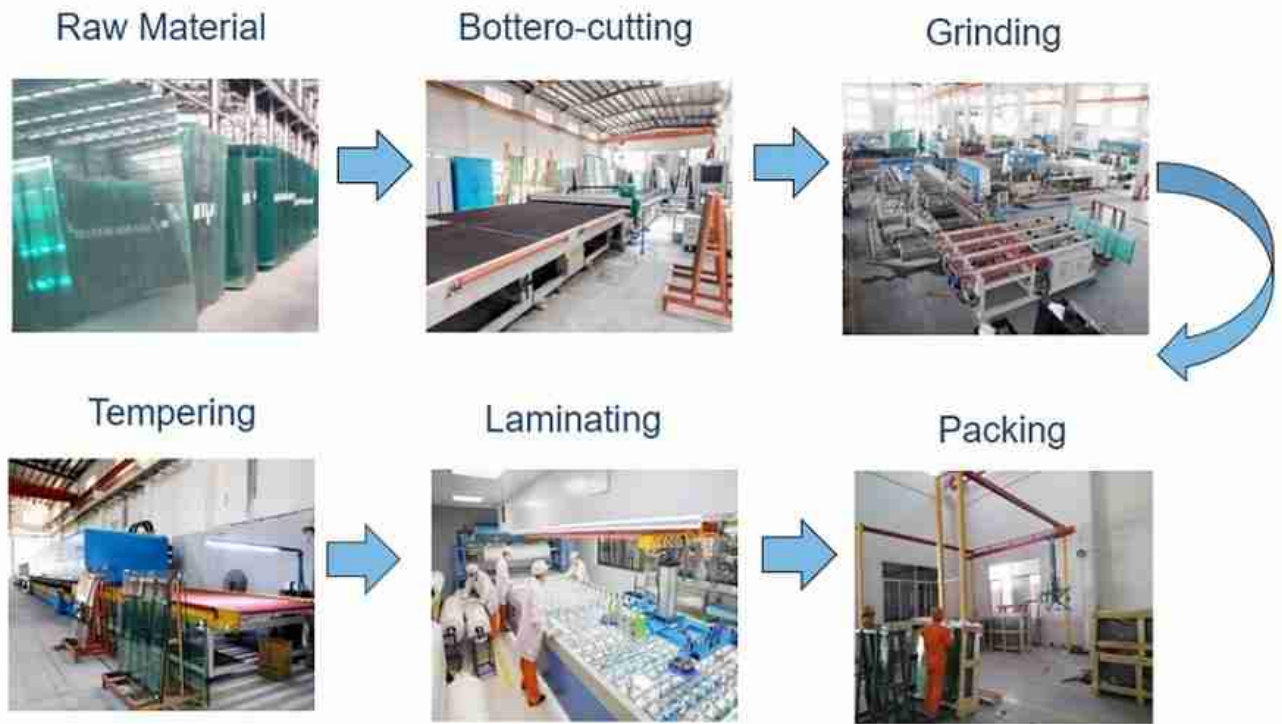 Raw Material
Bottero-cutting
Grinding
Tempering
Laminating
Packing